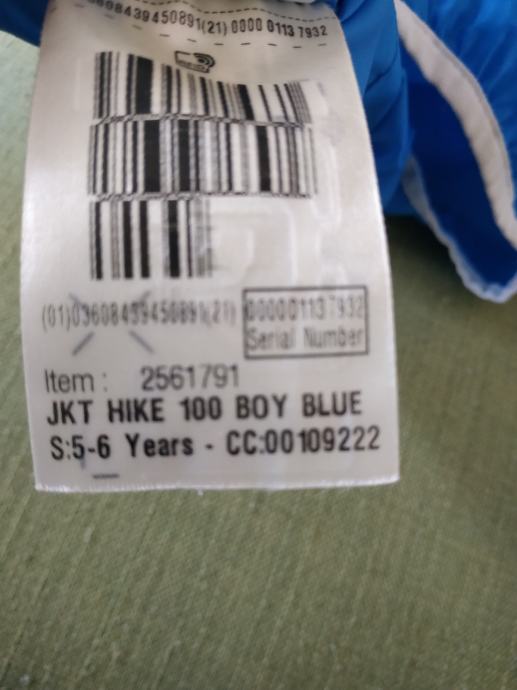 3608439450891(21) 0000 0113 7932
(01)03608439450891(21)
000001137932
Serial Number
Item : 2561791
JKT HIKE 100 BOY BLUE
S:5-6 Years - CC:00109222